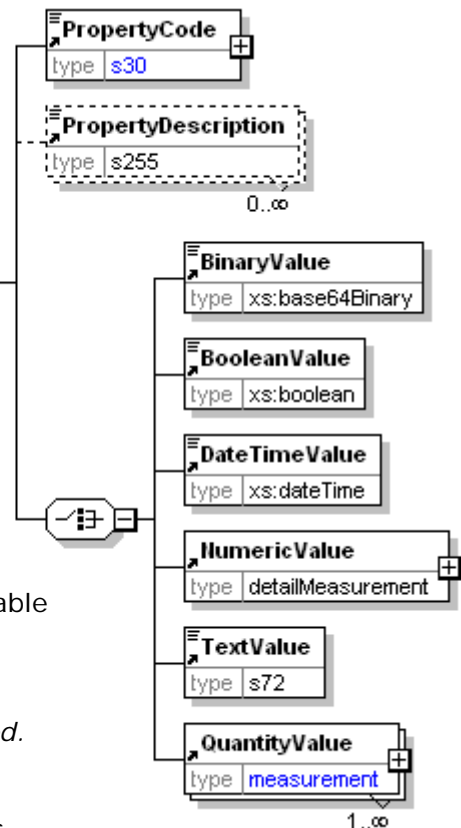 PropertyCode
type s30
PropertyDescription
type s255
0..∞
BinaryValue
type xs:base64Binary
BooleanValue
type xs:boolean
DateTimeValue
type xs:dateTime
NumericValue
type detailMeasurement
able
TextValue
type s72
d.
QuantityValue
type measurement
1..∞